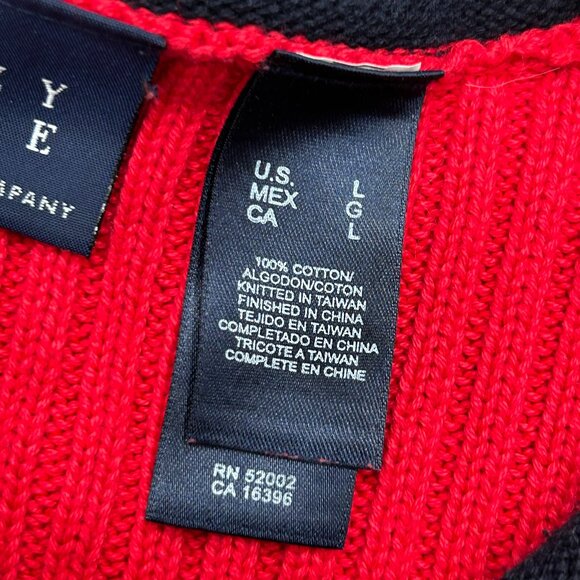 L Y
E
MPANY
U.S. L
MEX G
CA L
100% COTTON/
ALGODON/COTON
KNITTED IN TAIWAN
FINISHED IN CHINA
TEJIDO EN TAIWAN
COMPLETADO EN CHINA
TRICOTE A TAIWAN
COMPLETE EN CHINE
RN 52002
CA 16396